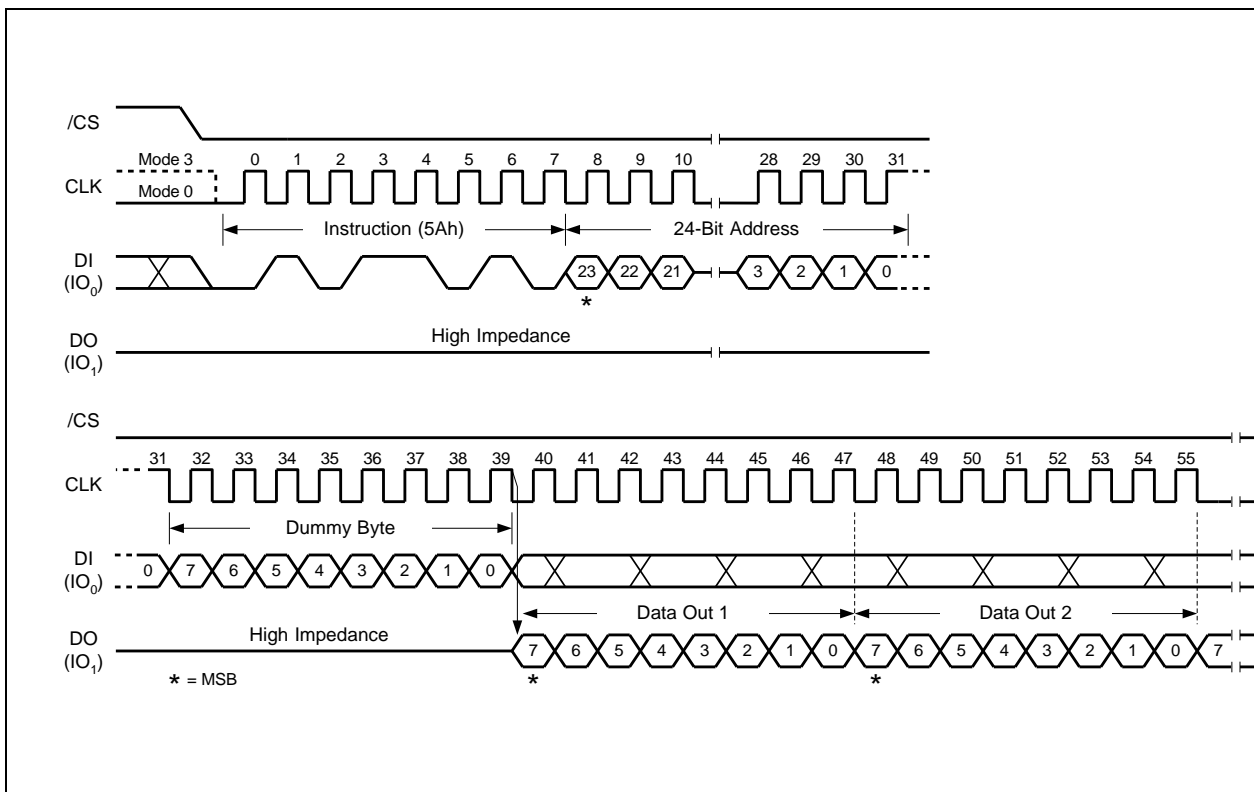 /CS
Mode 3 0 1 2 3 4 5 6 7 8 9 10 28 29 30 31
CLK
Mode 0
Instruction (5Ah) 24-Bit Address
DI
(IO0) 23 22 21 3 2 1 0
*
DO High Impedance
(IO1)
/CS
31 32 33 34 35 36 37 38 39 40 41 42 43 44 45 46 47 48 49 50 51 52 53 54 55
CLK
Dummy Byte
DI
(IO0) 0 7 6 5 4 3 2 1 0
Data Out 1 Data Out 2
DO High Impedance
(IO1) 7 6 5 4 3 2 1 0 7 6 5 4 3 2 1 0 7
* = MSB * *